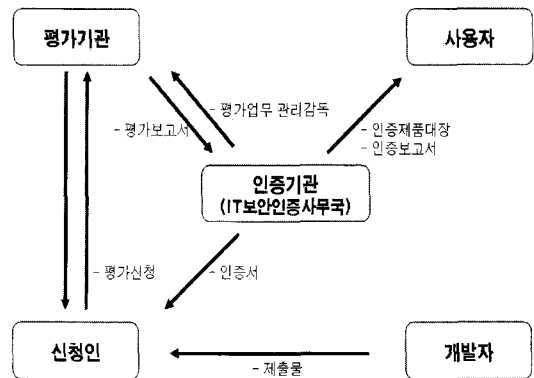 평가기관
사용자
- 평가업무 관리감독
- 평가보고서
- 인증제품대장
- 인증보고서
인증기관
(IT보안인증사무국)
- 평가신청
- 인증서
신청인
개발자
- 제출물